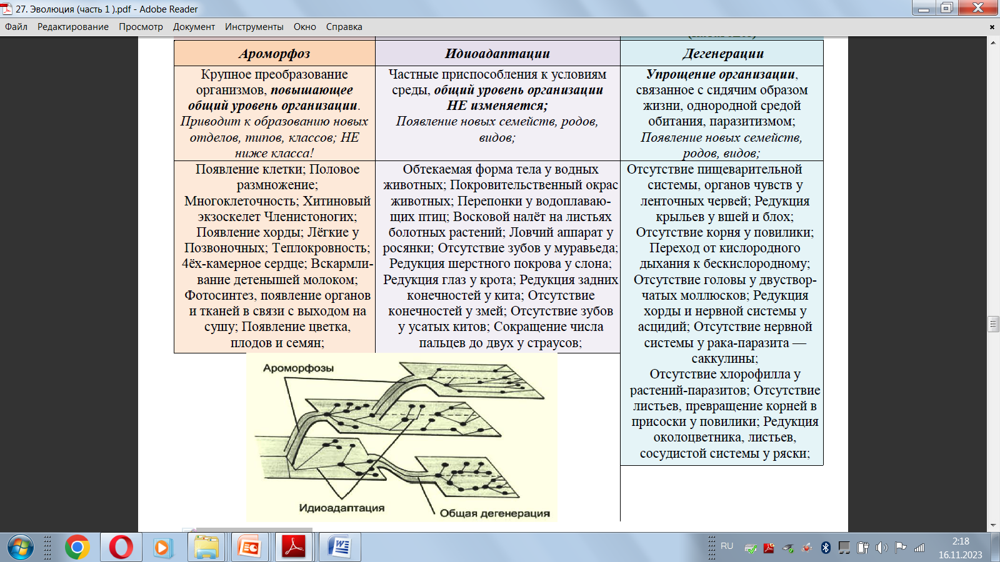 27. Эволюция (часть 1 ).pdf - Adobe Reader
Файл Редактирование Просмотр Документ Инструменты Окно Справка
Ароморфоз
Крупное преобразование
организмов, повышающее
общий уровень организации.
Приводит к образованию новых
отделов, типов, классов; НЕ
ниже класса!
Появление клетки; Половое
размножение;
Многоклеточность; Хитиновый
экзоскелет Членистоногих;
Появление хорды; Лёгкие у
Позвоночных; Теплокровность;
4ёх-камерное сердце; Вскармли-
вание детенышей молоком;
Фотосинтез, появление органов
и тканей в связи с выходом на
сушу; Появление цветка,
плодов и семян;
Идиоадаптации
Частные приспособления к условиям
среды, общий уровень организации
НЕ изменяется;
Появление новых семейств, родов,
видов;
Обтекаемая форма тела у водных
животных; Покровительственный окрас
животных; Перепонки у водоплаваю-
щих птиц; Восковой налёт на листьях
болотных растений; Ловчий аппарат у
росянки; Отсутствие зубов у муравьеда;
Редукция шерстного покрова у слона;
Редукция глаз у крота; Редукция задних
конечностей у кита; Отсутствие
конечностей у змей; Отсутствие зубов
у усатых китов; Сокращение числа
пальцев до двух у страусов;
Дегенерации
Упрощение организации,
связанное с сидячим образом
жизни, однородной средой
обитания, паразитизмом;
Появление новых семейств,
родов, видов;
Отсутствие пищеварительной
системы, органов чувств у
ленточных червей; Редукция
крыльев у вшей и блох;
Отсутствие корня у повилики;
Переход от кислородного
дыхания к бескислородному;
Отсутствие головы у двуствор-
чатых моллюсков; Редукция
хорды и нервной системы у
асцидий; Отсутствие нервной
системы у рака-паразита —
саккулины;
Отсутствие хлорофилла у
растений-паразитов; Отсутствие
листьев, превращение корней в
присоски у повилики; Редукция
околоцветника, листьев,
сосудистой системы у ряски;
Ароморфозы
Идиоадаптация
Общая дегенерация
RU
2:18
16.11.2023